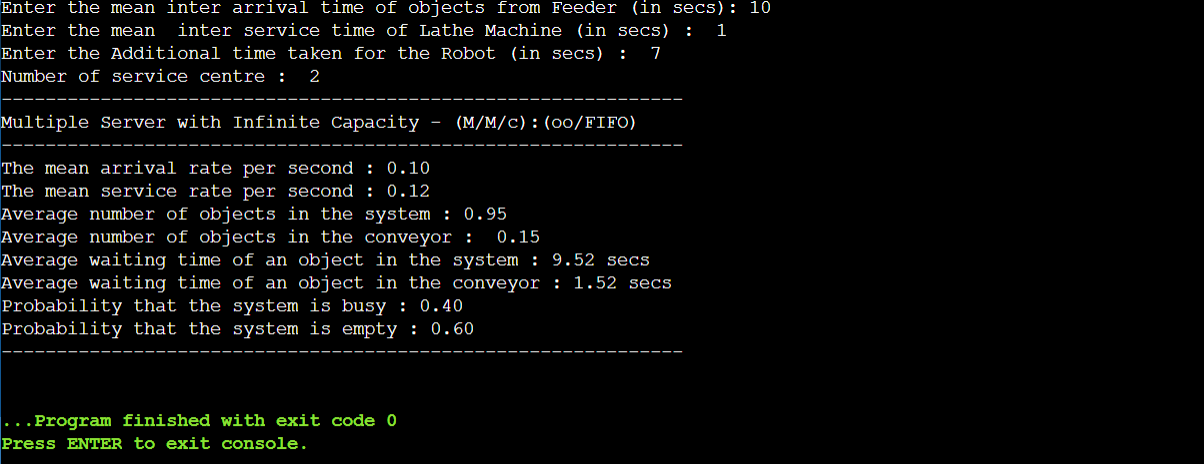 Enter the mean inter arrival time of objects from Feeder (in secs): 10
Enter the mean  inter service time of Lathe Machine (in secs) :  1
Enter the Additional time taken for the Robot (in secs) :  7
Number of service centre :  2
--------------------------------------------------------------
Multiple Server with Infinite Capacity - (M/M/c):(oo/FIFO)
--------------------------------------------------------------
The mean arrival rate per second : 0.10
The mean service rate per second : 0.12
Average number of objects in the system : 0.95
Average number of objects in the conveyor :  0.15
Average waiting time of an object in the system : 9.52 secs
Average waiting time of an object in the conveyor : 1.52 secs
Probability that the system is busy : 0.40
Probability that the system is empty : 0.60
--------------------------------------------------------------
...Program finished with exit code 0
Press ENTER to exit console.